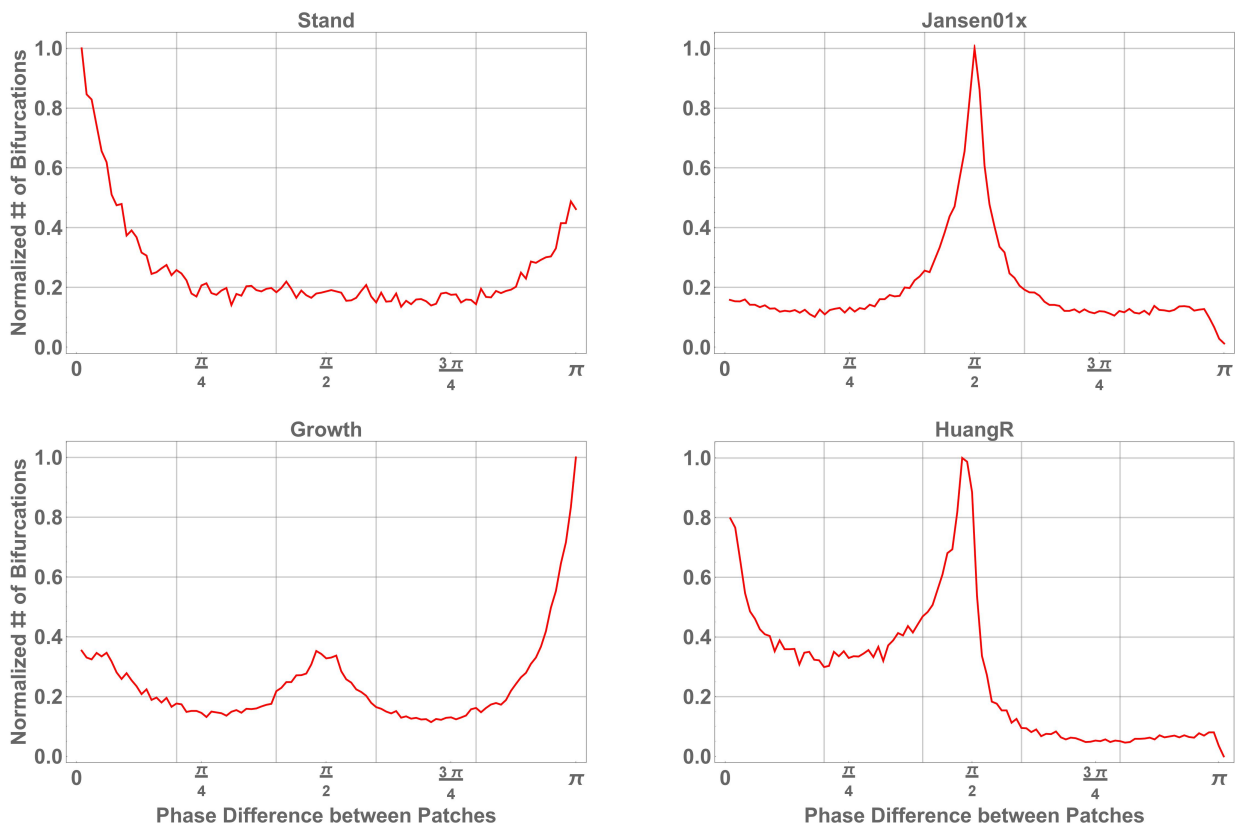 Stand
Normalized # of Bifurcations
1.0
0.8
0.6
0.4
0.2
0.0
0 π/4 π/2 3 π/4 π
Jansen01x
1.0
0.8
0.6
0.4
0.2
0.0
0 π/4 π/2 3 π/4 π
Growth
Normalized # of Bifurcations
1.0
0.8
0.6
0.4
0.2
0.0
0 π/4 π/2 3 π/4 π
Phase Difference between Patches
HuangR
1.0
0.8
0.6
0.4
0.2
0.0
0 π/4 π/2 3 π/4 π
Phase Difference between Patches